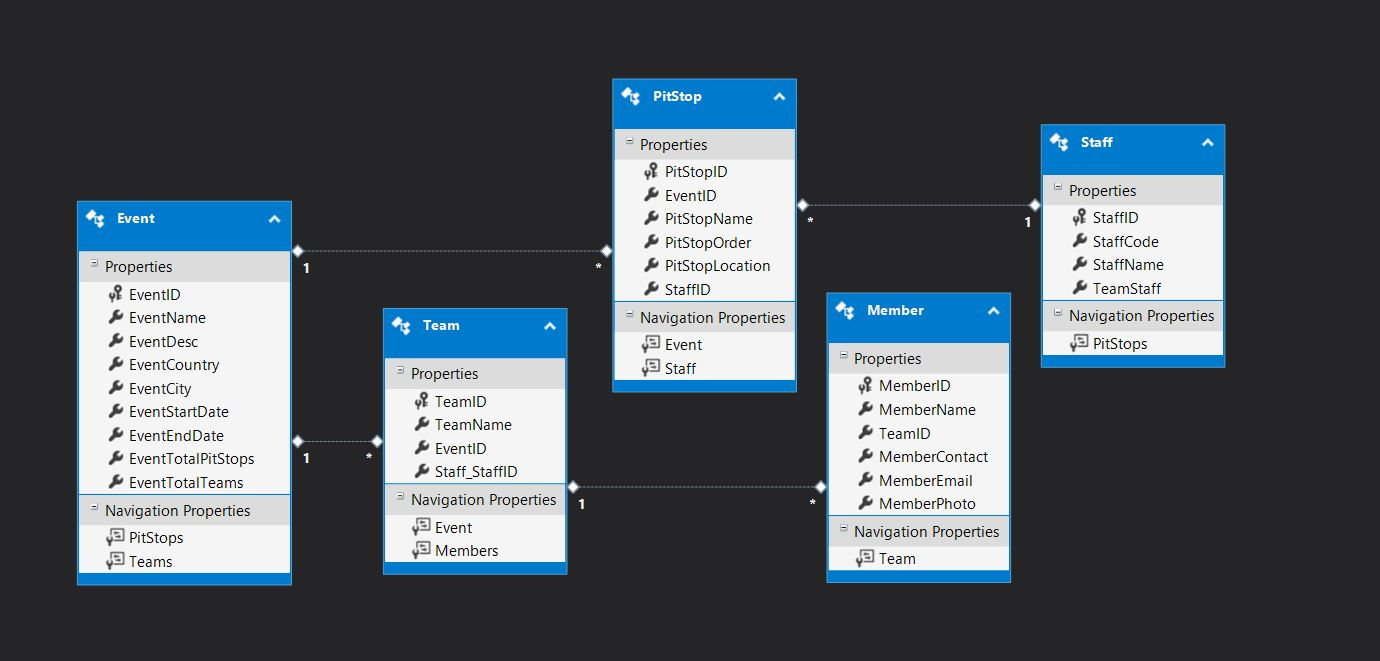 Event
Properties
EventID
EventName
EventDesc
EventCountry
EventCity
EventStartDate
EventEndDate
EventTotalPitStops
EventTotalTeams
Navigation Properties
PitStops
Teams
1
*
1
*
Team
Properties
TeamID
TeamName
EventID
Staff_StaffID
Navigation Properties
Event
Members
1
*
PitStop
Properties
PitStopID
EventID
PitStopName
PitStopOrder
PitStopLocation
StaffID
Navigation Properties
Event
Staff
*
1
Member
Properties
MemberID
MemberName
TeamID
MemberContact
MemberEmail
MemberPhoto
Navigation Properties
Team
Staff
Properties
StaffID
StaffCode
StaffName
TeamStaff
Navigation Properties
PitStops